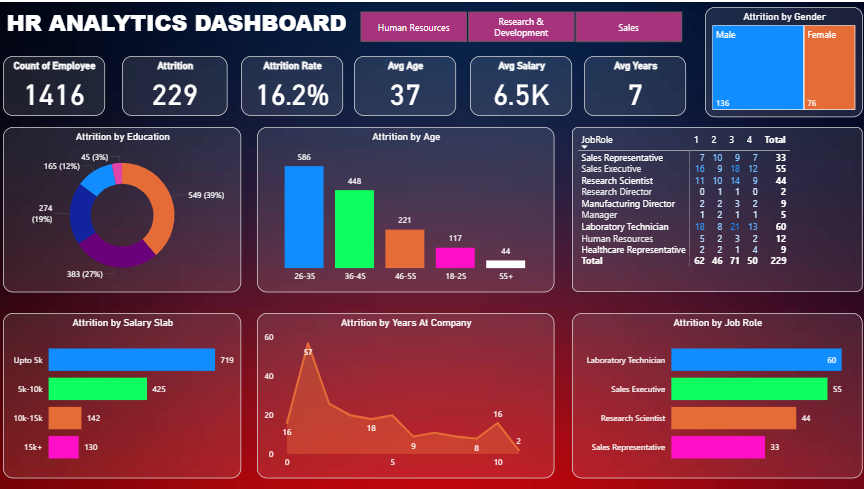 HR ANALYTICS DASHBOARD
Human Resources
Research &
Development
Sales
Attrition by Gender
Male
Female
136
76
Count of Employee
1416
Attrition
229
Attrition Rate
16.2%
Avg Age
37
Avg Salary
6.5K
Avg Years
7
Attrition by Education
45 (3%)
165 (12%)
274
(19%)
549 (39%)
383 (27%)
Attrition by Age
586
448
221
117
44
26-35 36-45 46-55 18-25 55+
JobRole 1 2 3 4 Total
Sales Representative 7 10 9 7 33
Sales Executive 16 9 18 12 55
Research Scientist 11 10 14 9 44
Research Director 0 1 1 0 2
Manufacturing Director 2 2 3 2 9
Manager 1 2 1 1 5
Laboratory Technician 18 8 21 13 60
Human Resources 5 2 3 2 12
Healthcare Representative 2 2 1 4 9
Total 62 46 71 50 229
Attrition by Salary Slab
Upto 5k 719
5k-10k 425
10k-15k 142
15k+ 130
Attrition by Years At Company
60
40
20
0
57
16
18
9
8
16
2
0 5 10
Attrition by Job Role
Laboratory Technician 60
Sales Executive 55
Research Scientist 44
Sales Representative 33